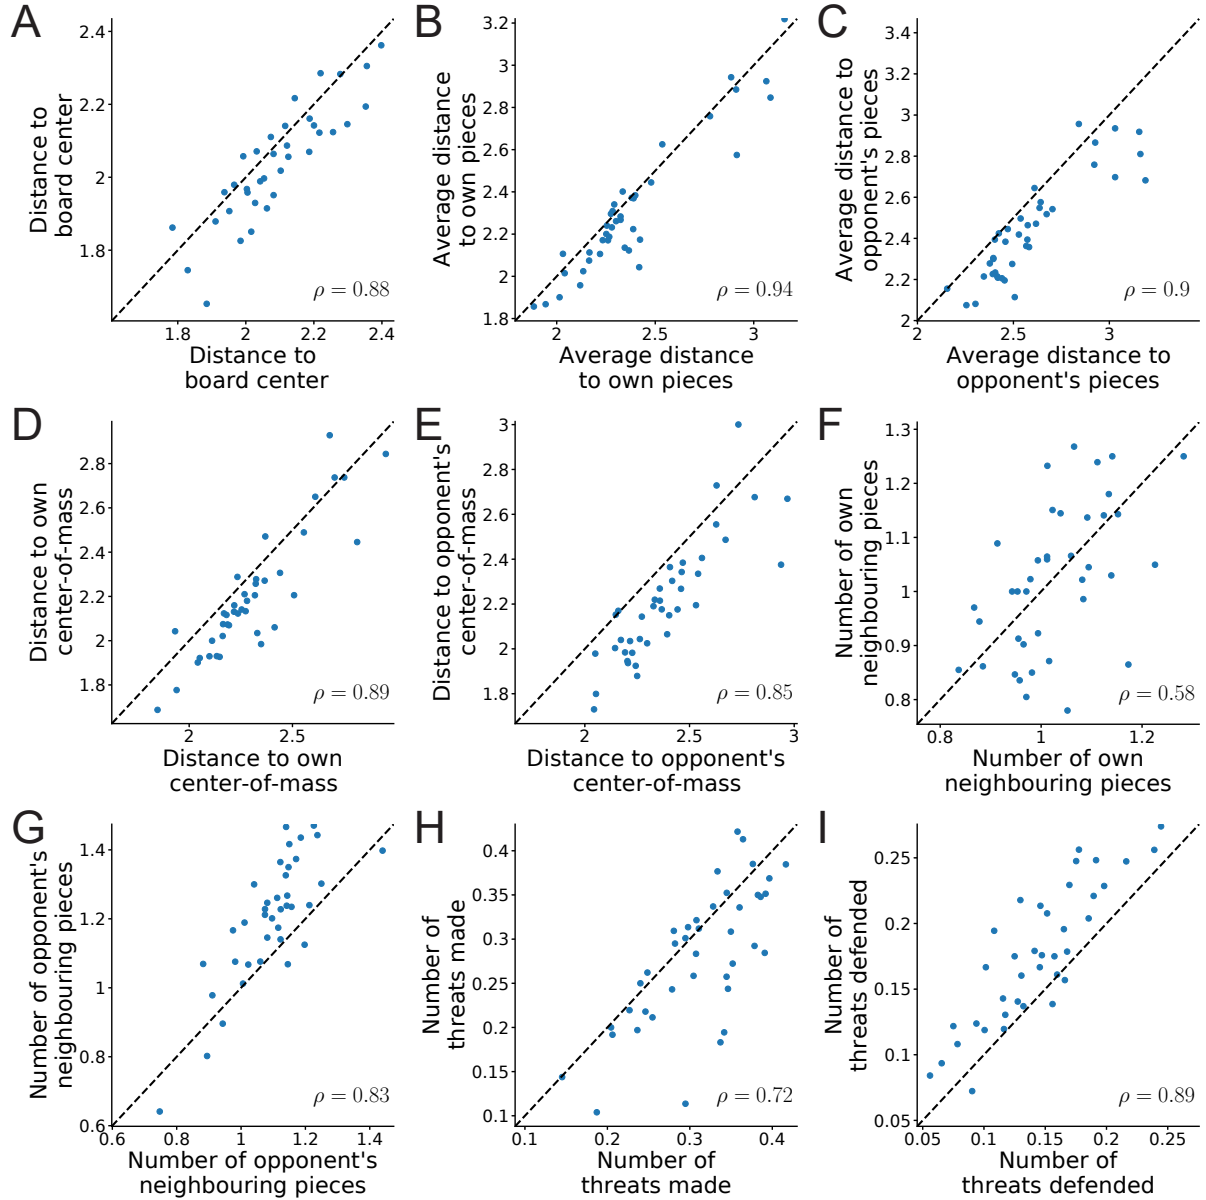 A
B
C
2.4
2.2
2
1.8
Distance to
board center
ρ = 0.88
1.8
2
2.2
2.4
Distance to
board center
3.2
3
2.8
2.6
2.4
2.2
2
1.8
Average distance
to own pieces
ρ = 0.94
2
2.5
3
Average distance
to own pieces
3.4
3.2
3
2.8
2.6
2.4
2.2
2
Average distance to
opponent's pieces
ρ = 0.9
2
2.5
3
Average distance to
opponent's pieces
D
E
F
2.8
2.6
2.4
2.2
2
1.8
Distance to own
center-of-mass
ρ = 0.89
2
2.5
Distance to own
center-of-mass
3
2.8
2.6
2.4
2.2
2
1.8
Distance to opponent's
center-of-mass
ρ = 0.85
2
2.5
3
Distance to opponent's
center-of-mass
1.3
1.2
1.1
1
0.9
0.8
Number of own
neighbouring pieces
ρ = 0.58
0.8
1
1.2
Number of own
neighbouring pieces
G
H
I
1.4
1.2
1
0.8
0.6
Number of opponent's
neighbouring pieces
ρ = 0.83
0.6
0.8
1
1.2
1.4
Number of opponent's
neighbouring pieces
0.4
0.35
0.3
0.25
0.2
0.15
0.1
Number of
threats made
ρ = 0.72
0.1
0.2
0.3
0.4
Number of
threats made
0.25
0.2
0.15
0.1
0.05
Number of
threats defended
ρ = 0.89
0.05
0.1
0.15
0.2
0.25
Number of
threats defended